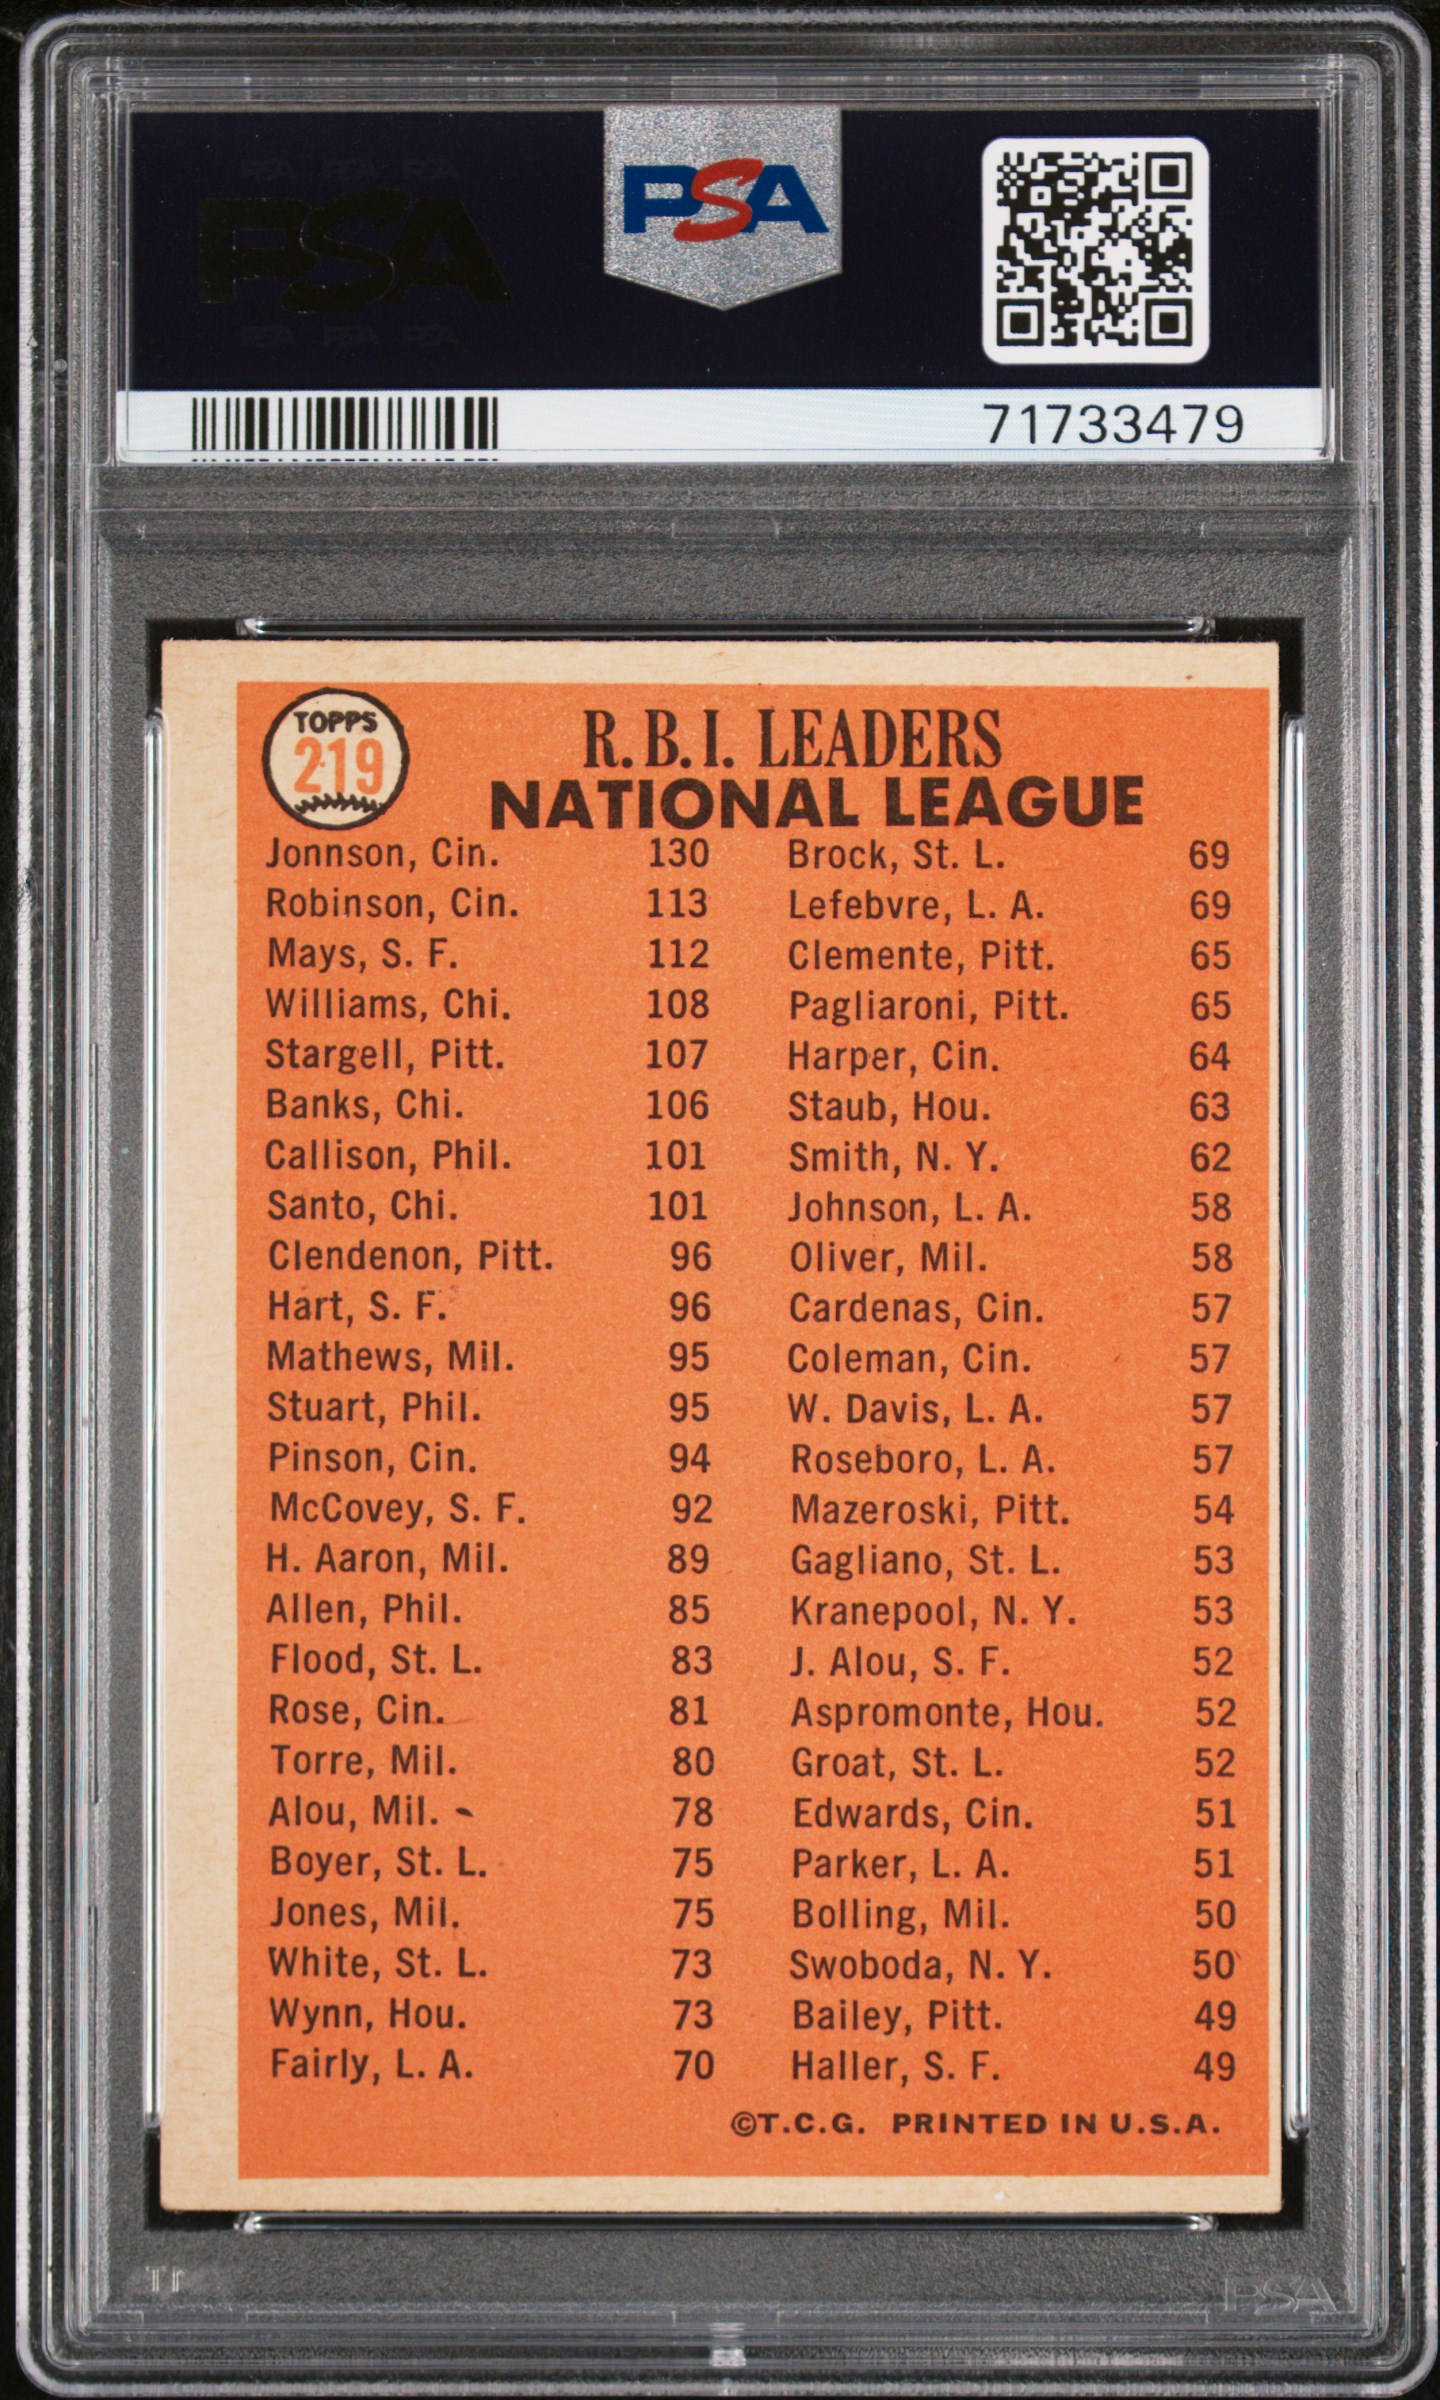 PSA
PSA
71733479
TOPPS
219
R.B.I. LEADERS
NATIONAL LEAGUE
Jonnson, Cin. 130
Robinson, Cin. 113
Mays, S. F. 112
Williams, Chi. 108
Stargell, Pitt. 107
Banks, Chi. 106
Callison, Phil. 101
Santo, Chi. 101
Clendenon, Pitt. 96
Hart, S. F. 96
Mathews, Mil. 95
Stuart, Phil. 95
Pinson, Cin. 94
McCovey, S. F. 92
H. Aaron, Mil. 89
Allen, Phil. 85
Flood, St. L. 83
Rose, Cin. 81
Torre, Mil. 80
Alou, Mil. 78
Boyer, St. L. 75
Jones, Mil. 75
White, St. L. 73
Wynn, Hou. 73
Fairly, L. A. 70
Brock, St. L. 69
Lefebvre, L. A. 69
Clemente, Pitt. 65
Pagliaroni, Pitt. 65
Harper, Cin. 64
Staub, Hou. 63
Smith, N. Y. 62
Johnson, L. A. 58
Oliver, Mil. 58
Cardenas, Cin. 57
Coleman, Cin. 57
W. Davis, L. A. 57
Roseboro, L. A. 57
Mazeroski, Pitt. 54
Gagliano, St. L. 53
Kranepool, N. Y. 53
J. Alou, S. F. 52
Aspromonte, Hou. 52
Groat, St. L. 52
Edwards, Cin. 51
Parker, L. A. 51
Bolling, Mil. 50
Swoboda, N. Y. 50
Bailey, Pitt. 49
Haller, S. F. 49
©T.C.G. PRINTED IN U.S.A.
PSA